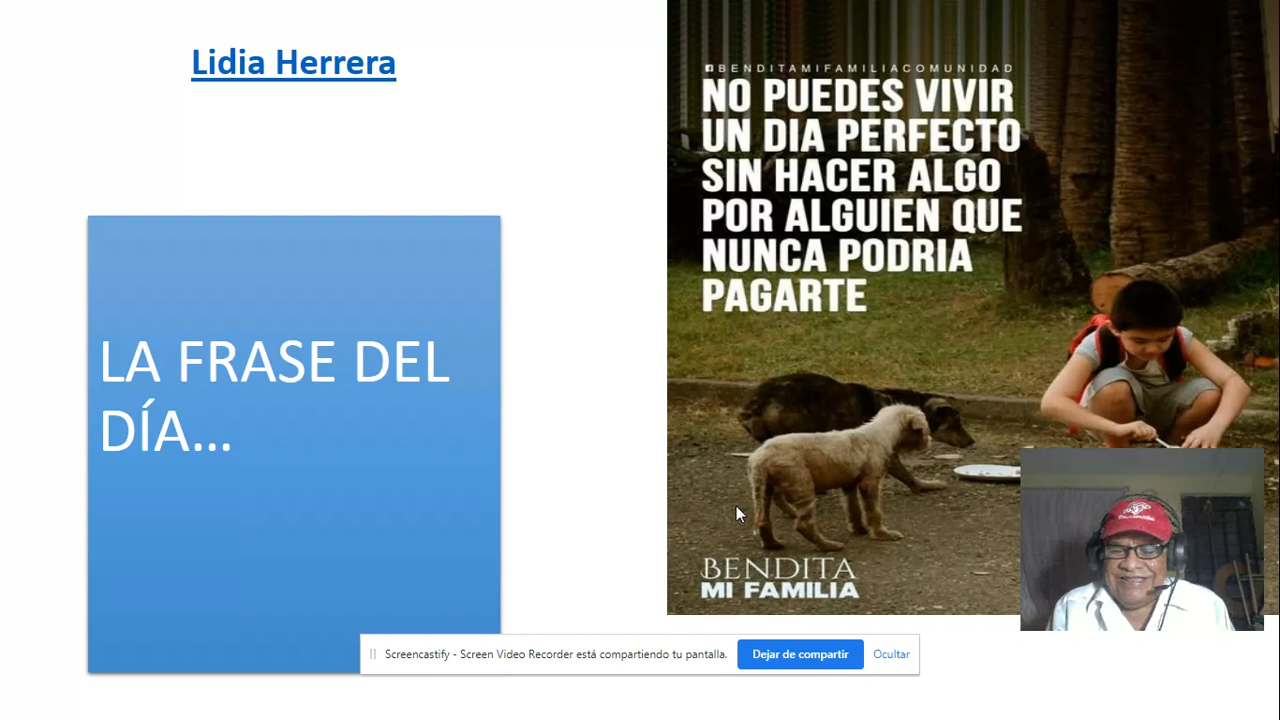 Lidia Herrera
LA FRASE DEL
DÍA...
BENDITAMIFAMILIACOMUNIDAD
NO PUEDES VIVIR
UN DIA PERFECTO
SIN HACER ALGO
POR ALGUIEN QUE
NUNCA PODRIA
PAGARTE
BENDITA
MI FAMILIA
Screencastify - Screen Video Recorder está compartiendo tu pantalla. Dejar de compartir Ocultar